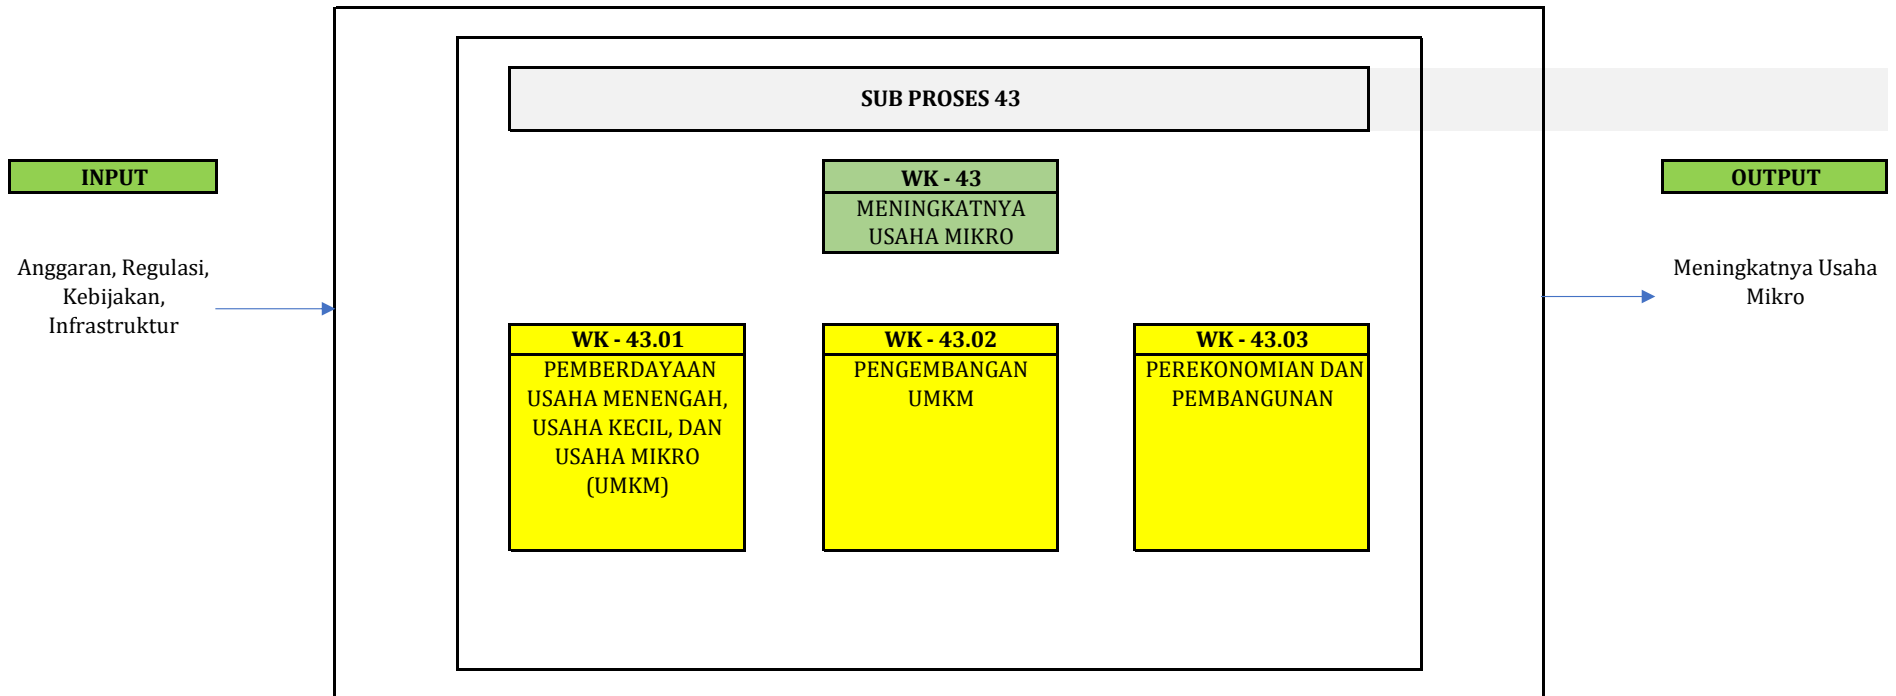 SUB PROSES 43
INPUT
WK - 43
MENINGKATNYA
USAHA MIKRO
OUTPUT
Anggaran, Regulasi,
Kebijakan,
Infrastruktur
Meningkatnya Usaha
Mikro
WK - 43.01
PEMBERDAYAAN
USAHA MENENGAH,
USAHA KECIL, DAN
USAHA MIKRO
(UMKM)
WK - 43.02
PENGEMBANGAN
UMKM
WK - 43.03
PEREKONOMIAN DAN
PEMBANGUNAN